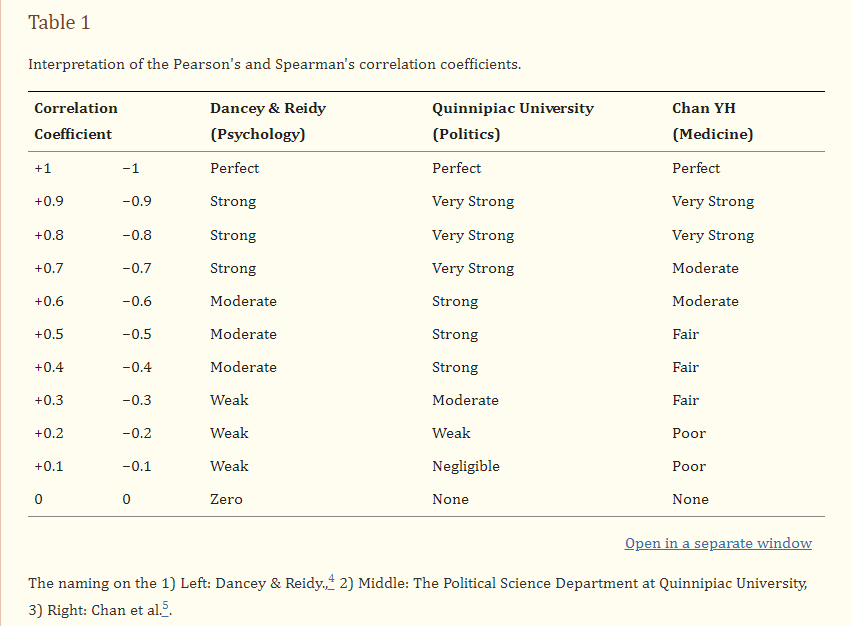 Table 1
Interpretation of the Pearson's and Spearman's correlation coefficients.
Correlation Coefficient Dancey & Reidy (Psychology) Quinnipiac University (Politics) Chan YH (Medicine)
+1 −1 Perfect Perfect Perfect
+0.9 −0.9 Strong Very Strong Very Strong
+0.8 −0.8 Strong Very Strong Very Strong
+0.7 −0.7 Strong Very Strong Moderate
+0.6 −0.6 Moderate Strong Moderate
+0.5 −0.5 Moderate Strong Fair
+0.4 −0.4 Moderate Strong Fair
+0.3 −0.3 Weak Moderate Fair
+0.2 −0.2 Weak Weak Poor
+0.1 −0.1 Weak Negligible Poor
0 0 Zero None None
Open in a separate window
The naming on the 1) Left: Dancey & Reidy.,4 2) Middle: The Political Science Department at Quinnipiac University,
3) Right: Chan et al.5.